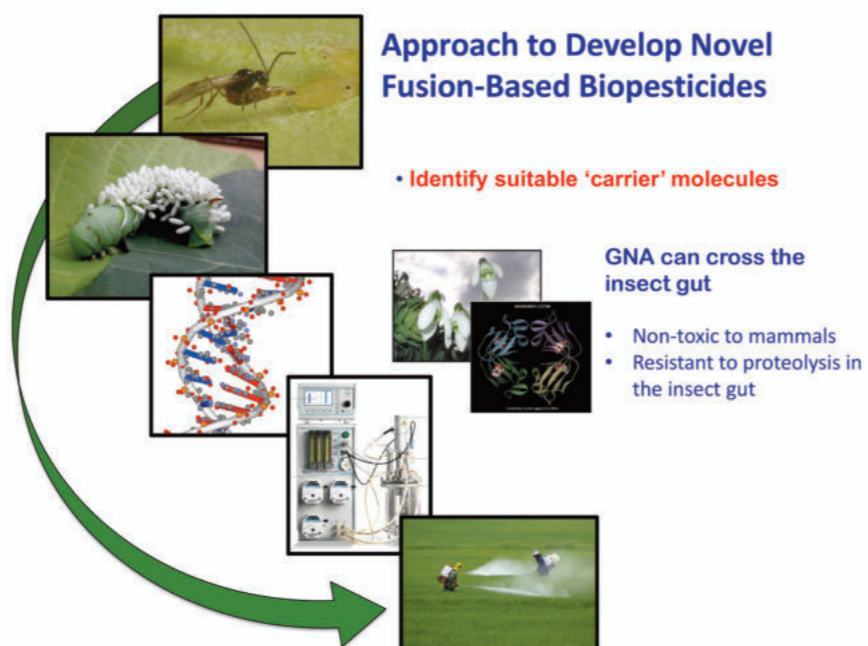 Approach to Develop Novel
Fusion-Based Biopesticides
• Identify suitable ‘carrier’ molecules
GNA can cross the
insect gut
• Non-toxic to mammals
• Resistant to proteolysis in
the insect gut